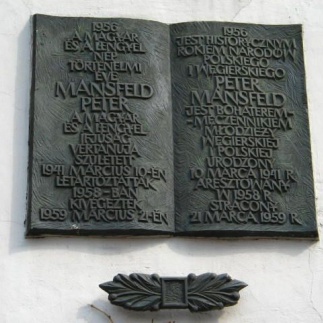 1956
A MAGYAR
ÉS A LENGYEL
NÉP
TÖRTÉNELMI
ÉVE
MANSFELD
PÉTER
A MAGYAR
ÉS A LENGYEL
IFJÚSÁG
VÉRTANÚJA
SZÜLETETT
1941 MÁRCIUS 10-ÉN
LETARTÓZTATTÁK
1958-BAN
KIVÉGEZTÉK
1959 MÁRCIUS 21-ÉN
1956
JEST HISTORYCZNYM
ROKIEM NARODÓW
POLSKIEGO
I WĘGIERSKIEGO
PETER
MANSFELD
JEST BOHATEREM-
MĘCZENNIKIEM
MŁODZIEŻY
WĘGIERSKIEJ
I POLSKIEJ
URODZONY
10 MARCA 1941 R
ARESZTOWANY
1958 R
STRACONY
21 MARCA 1959 R